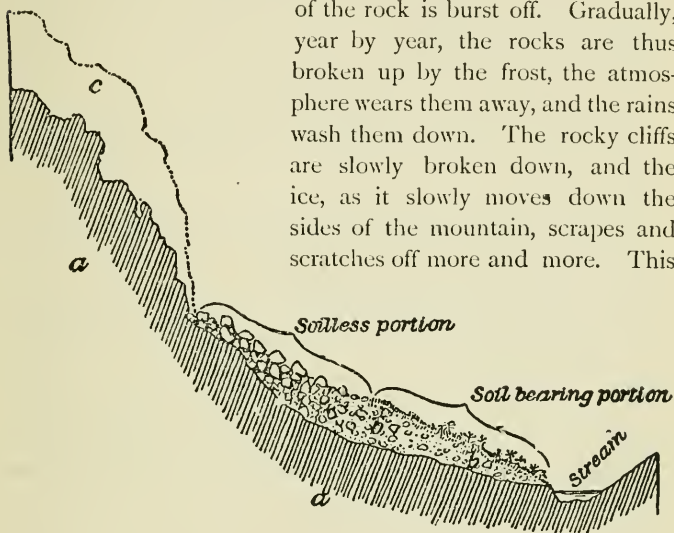 of the rock is burst off. Gradually,
year by year, the rocks are thus
broken up by the frost, the atmos-
phere wears them away, and the rains
wash them down. The rocky cliffs
are slowly broken down, and the
ice, as it slowly moves down the
sides of the mountain, scrapes and
scratches off more and more. This
c
a
Soilless portion
Soil bearing portion
Stream
b
b